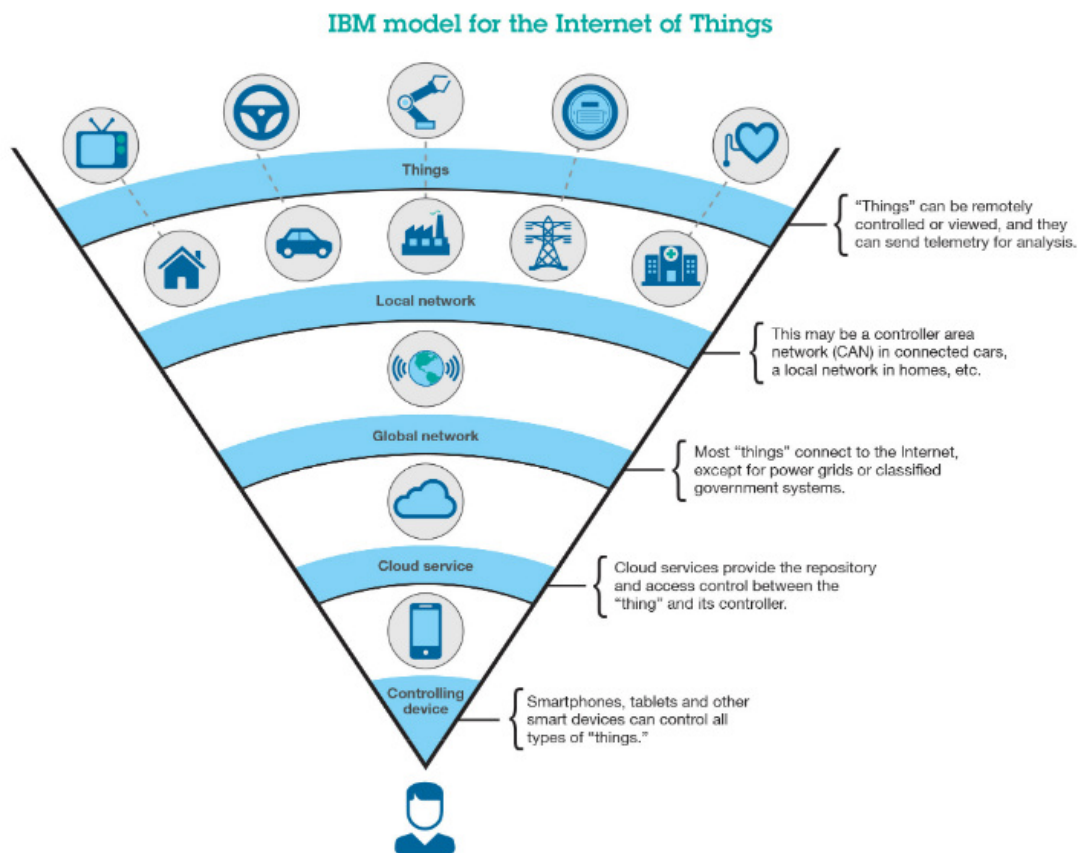 IBM model for the Internet of Things
Things
"Things" can be remotely
controlled or viewed, and they
can send telemetry for analysis.
Local network
This may be a controller area
network (CAN) in connected cars,
a local network in homes, etc.
Global network
Most "things" connect to the Internet,
except for power grids or classified
government systems.
Cloud service
Cloud services provide the repository
and access control between the
"thing" and its controller.
Controlling
device
Smartphones, tablets and other
smart devices can control all
types of "things."